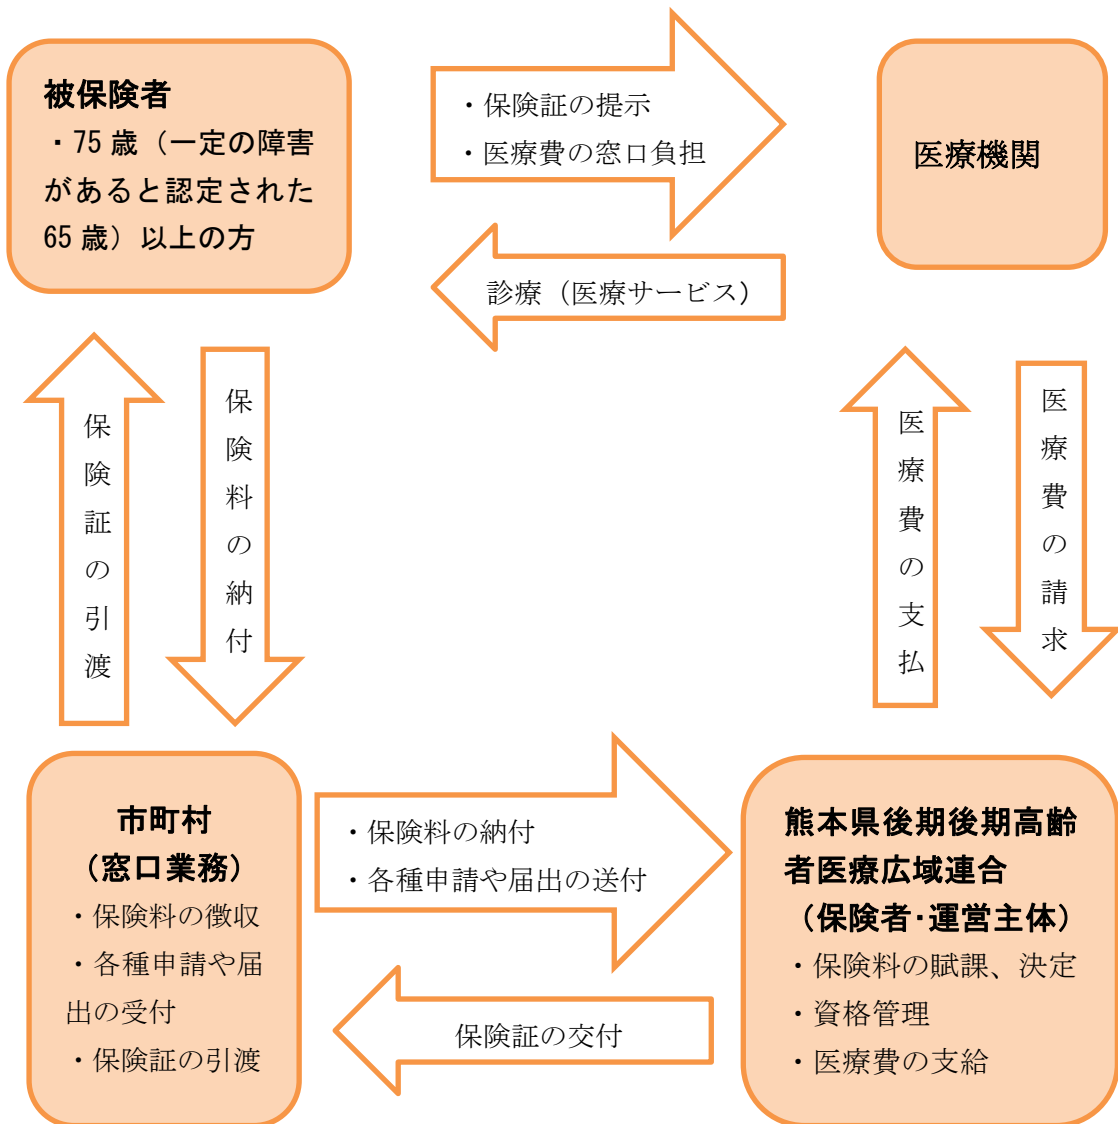 被保険者
・75歳（一定の障害
があると認定された
65歳）以上の方
・保険証の提示
・医療費の窓口負担
医療機関
診療（医療サービス）
保険証の引渡
保険料の納付
医療費の支払
医療費の請求
市町村
（窓口業務）
・保険料の徴収
・各種申請や届
出の受付
・保険証の引渡
・保険料の納付
・各種申請や届出の送付
保険証の交付
熊本県後期後期高齢
者医療広域連合
（保険者・運営主体）
・保険料の賦課、決定
・資格管理
・医療費の支給